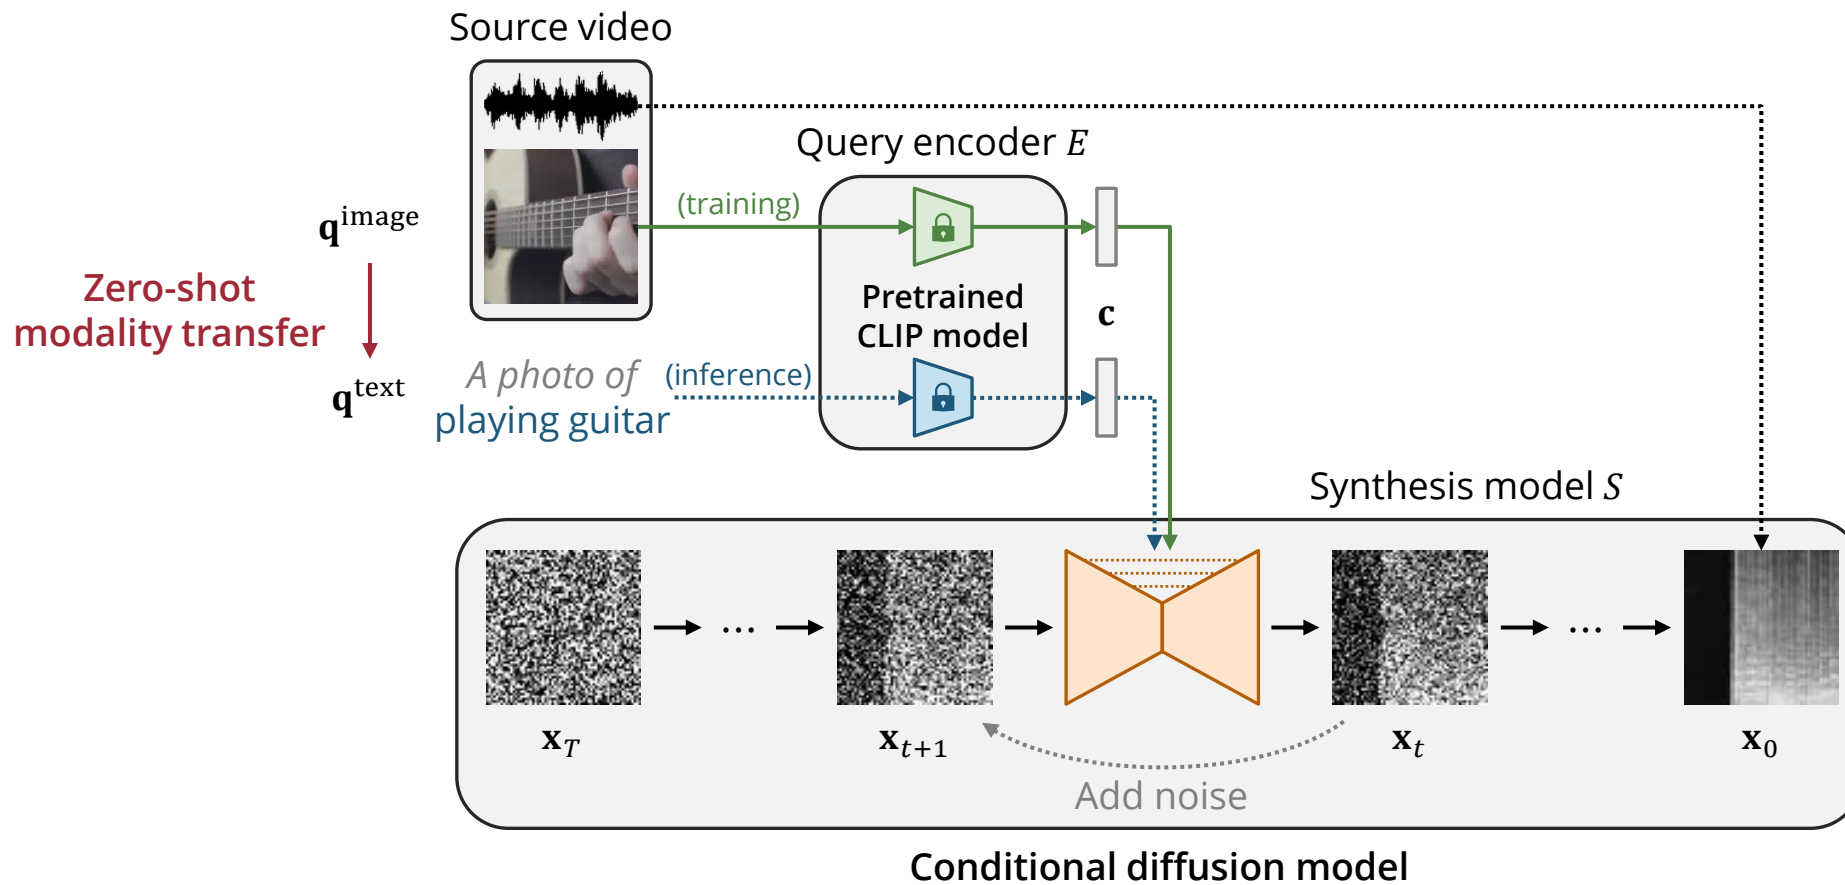 Source video
Query encoder E
(training)
q^image
Zero-shot
modality transfer
Pretrained
CLIP model
c
q^text
A photo of
playing guitar
(inference)
Synthesis model S
...
...
x_T
x_{t+1}
x_t
x_0
Add noise
Conditional diffusion model